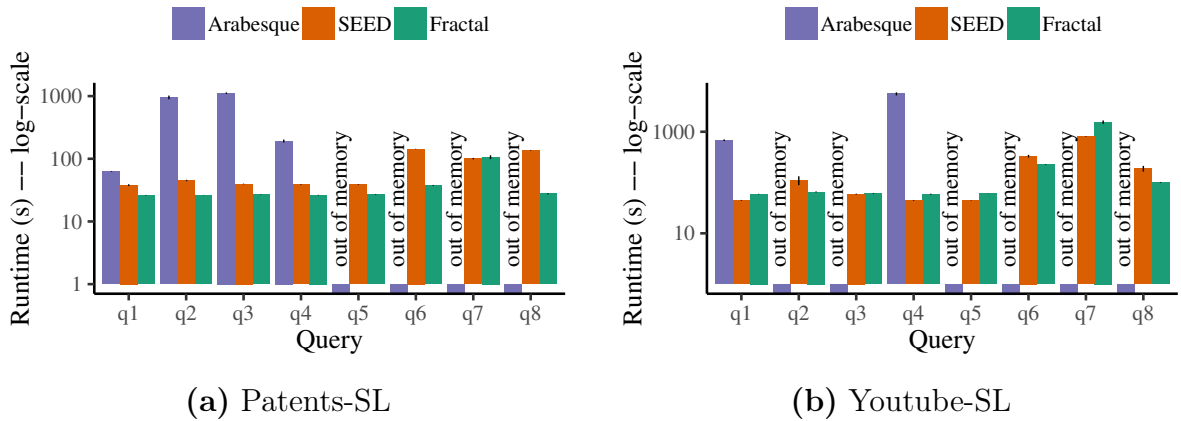 Arabesque SEED Fractal
Runtime (s) −− log−scale
1000
100
10
1
out of memory
out of memory
out of memory
out of memory
q1 q2 q3 q4 q5 q6 q7 q8
Query
(a) Patents-SL
Arabesque SEED Fractal
Runtime (s) −− log−scale
1000
10
out of memory
out of memory
out of memory
out of memory
out of memory
out of memory
q1 q2 q3 q4 q5 q6 q7 q8
Query
(b) Youtube-SL